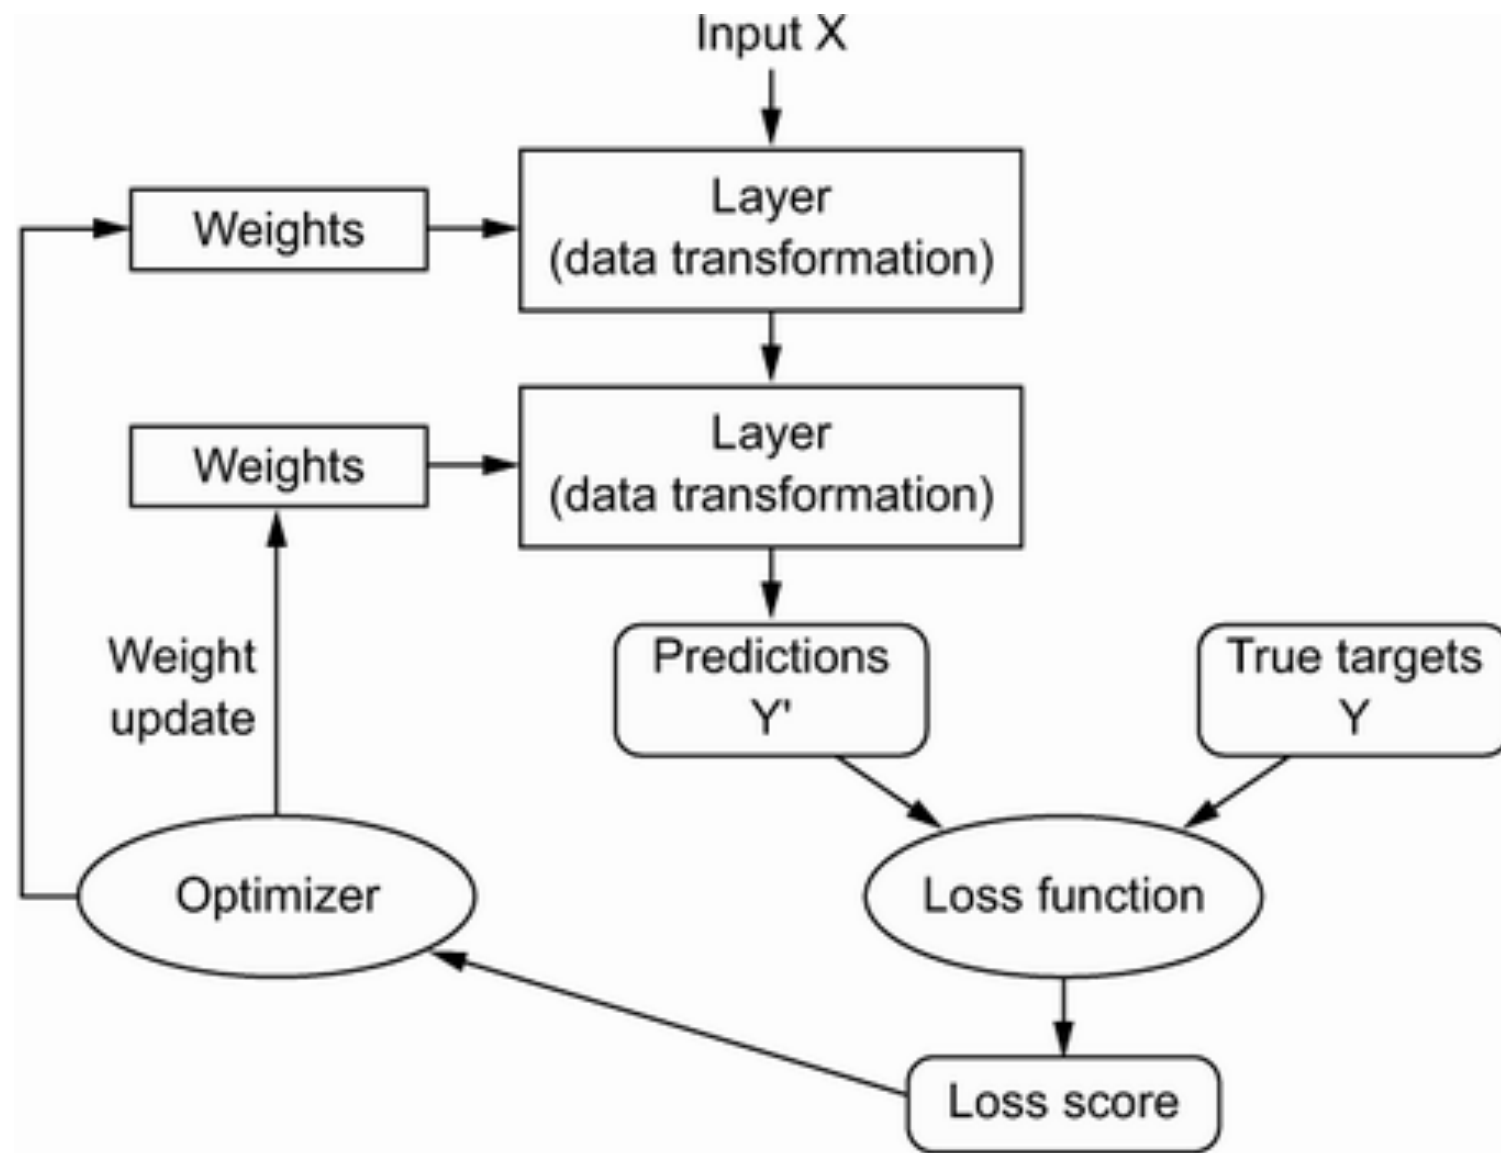 Input X
Weights
Layer
(data transformation)
Weights
Layer
(data transformation)
Weight
update
Predictions
Y'
True targets
Y
Optimizer
Loss function
Loss score